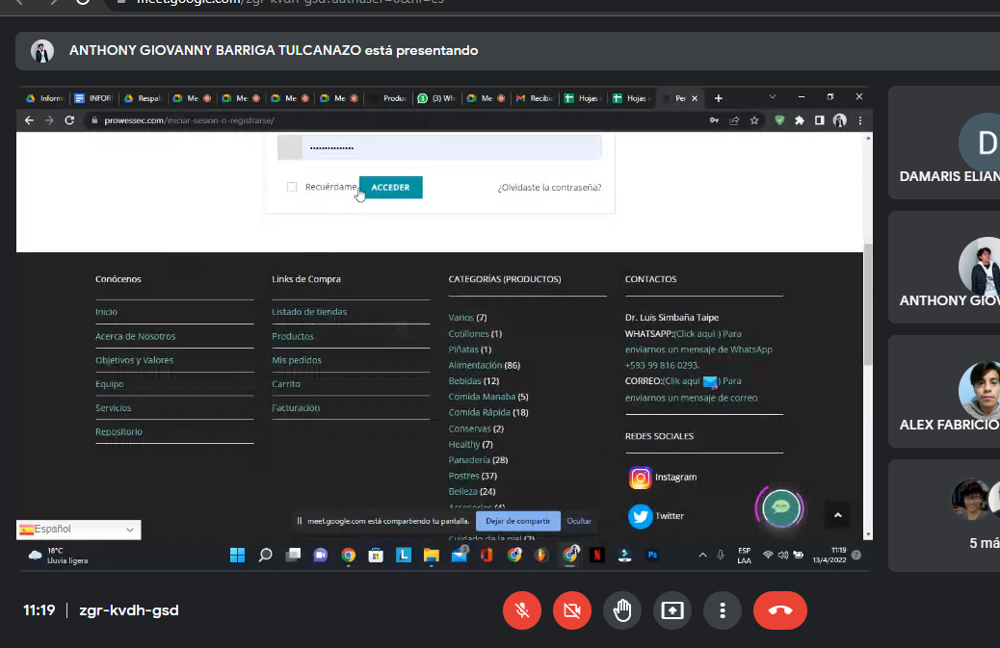 meet.google.com/zgr-kvdh-gsd?authuser=0&hl=es
ANTHONY GIOVANNY BARRIGA TULCANAZO está presentando
Inform INFOR Respal Me Me Me Me Produc (3) Wh Me Recibi Hojas Hojas Per
prowessec.com/iniciar-sesion-o-registrarse/
Recuérdame ACCEDER ¿Olvidaste la contraseña?
Conócenos
Inicio
Acerca de Nosotros
Objetivos y Valores
Equipo
Servicios
Repositorio
Links de Compra
Listado de tiendas
Productos
Mis pedidos
Carrito
Facturación
CATEGORÍAS (PRODUCTOS)
Varios (7)
Cotillones (1)
Piñatas (1)
Alimentación (86)
Bebidas (12)
Comida Manaba (5)
Comida Rápida (18)
Conservas (2)
Healthy (7)
Panadería (28)
Postres (37)
Belleza (24)
Accesorios (4)
Cuidado de la piel (2)
CONTACTOS
Dr. Luis Simbaña Taipe
WHATSAPP:(Click aquí ) Para
enviarnos un mensaje de WhatsApp
+593 99 816 0293.
CORREO:(Clik aquí ) Para
enviarnos un mensaje de correo
REDES SOCIALES
Instagram
Twitter
meet.google.com está compartiendo tu pantalla. Dejar de compartir Ocultar
Español
18°C
Lluvia ligera
ESP
LAA
11:19
13/4/2022
D
DAMARIS ELIAN
ANTHONY GIOV
ALEX FABRICIO
5 má
11:19 | zgr-kvdh-gsd